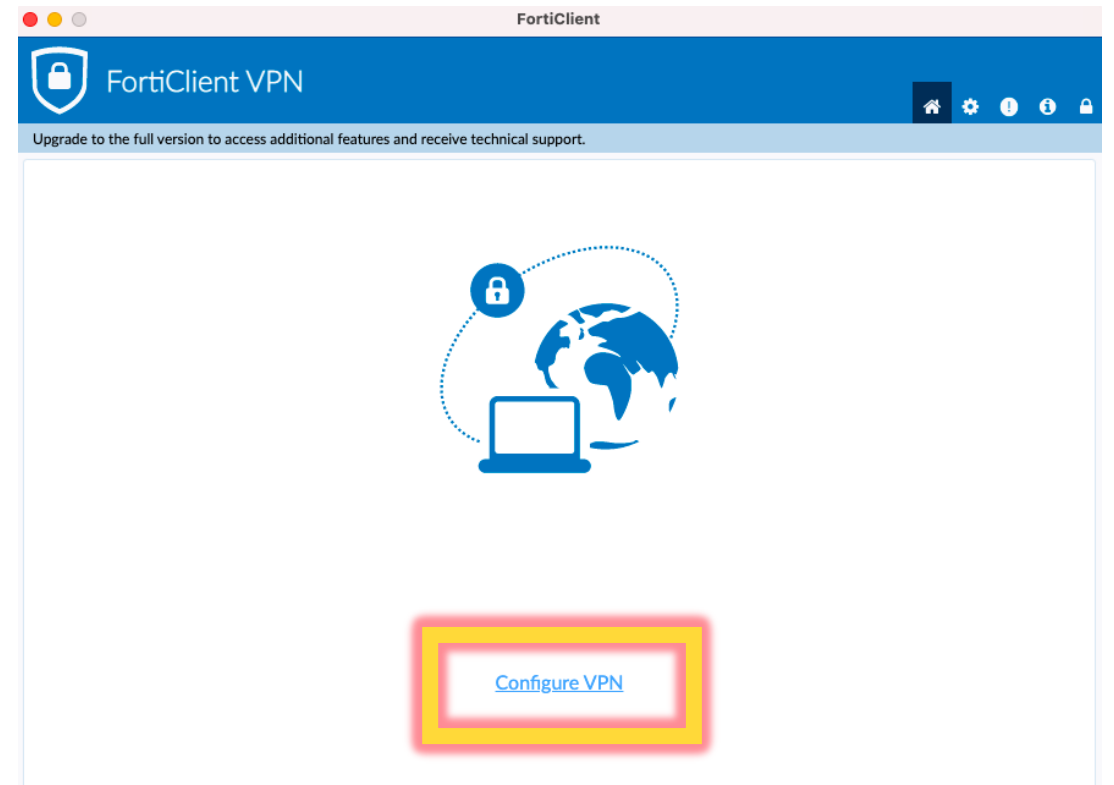 FortiClient
FortiClient VPN
Upgrade to the full version to access additional features and receive technical support.
Configure VPN